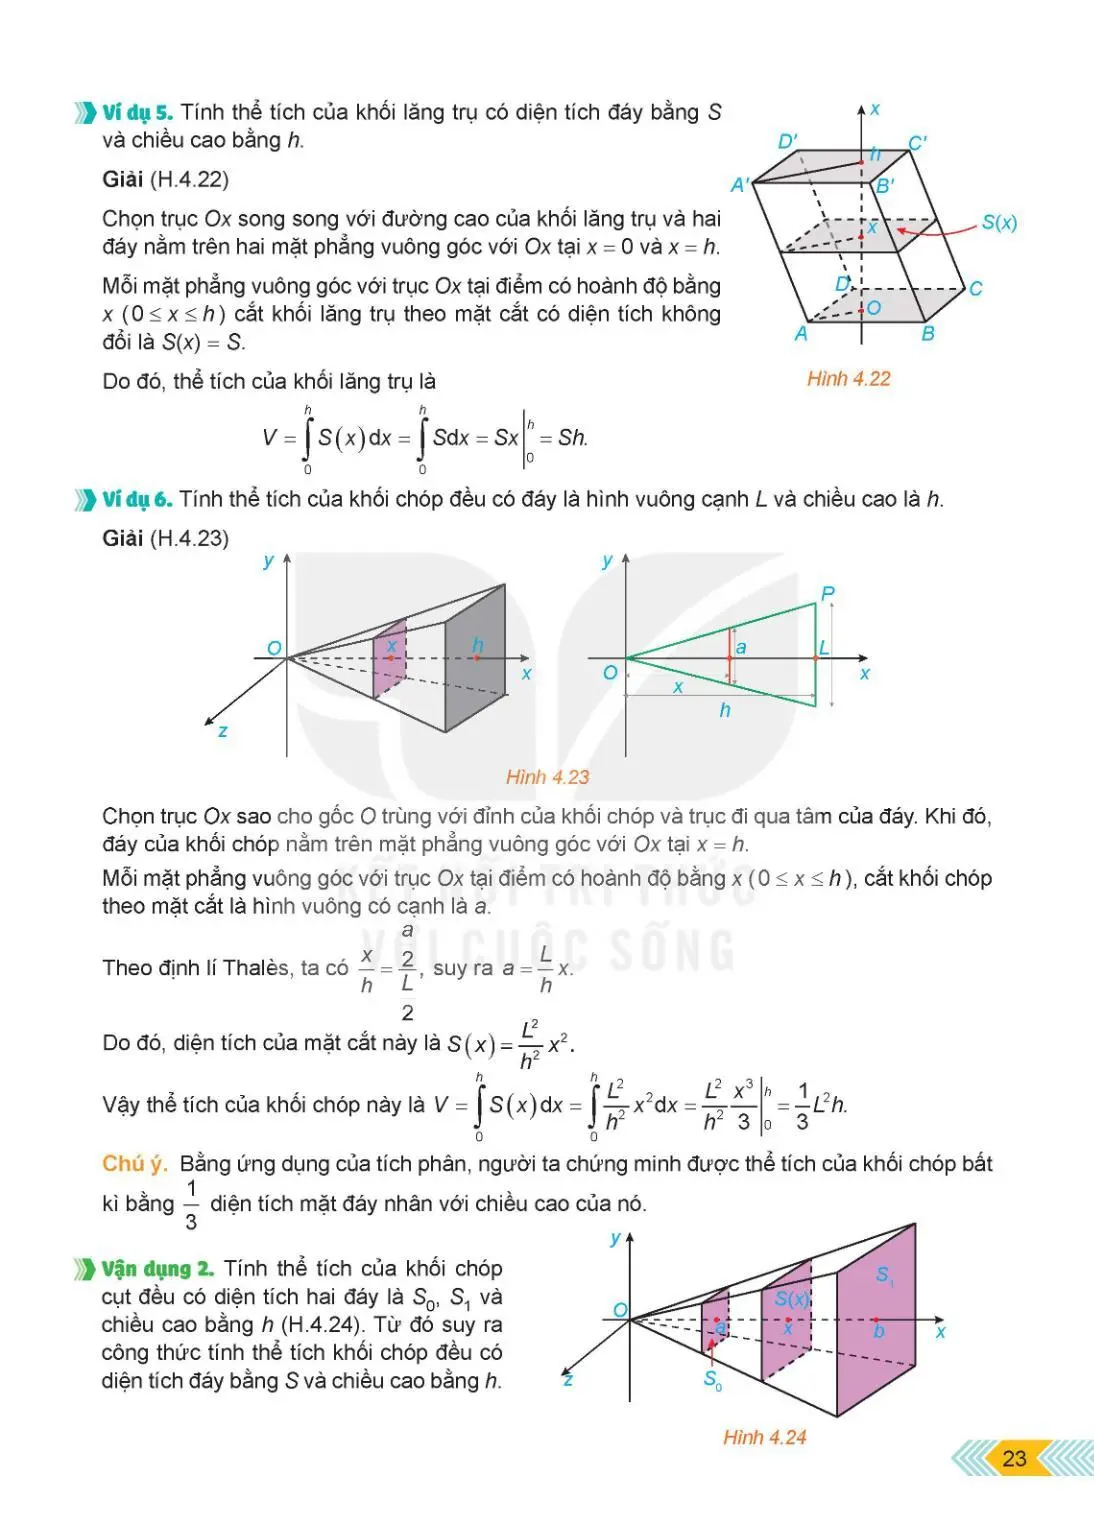 Ví dụ 5. Tính thể tích của khối lăng trụ có diện tích đáy bằng S
và chiều cao bằng h.
Giải (H.4.22)
Chọn trục Ox song song với đường cao của khối lăng trụ và hai
đáy nằm trên hai mặt phẳng vuông góc với Ox tại x = 0 và x = h.
Mỗi mặt phẳng vuông góc với trục Ox tại điểm có hoành độ bằng
x (0 ≤ x ≤ h) cắt khối lăng trụ theo mặt cắt có diện tích không
đổi là S(x) = S.
Do đó, thể tích của khối lăng trụ là
V = ∫₀ʰ S(x)dx = ∫₀ʰ Sdx = Sx|₀ʰ = Sh.
x
D' C'
h
A' B'
x S(x)
D C
O
A B
Hình 4.22
Ví dụ 6. Tính thể tích của khối chóp đều có đáy là hình vuông cạnh L và chiều cao là h.
Giải (H.4.23)
y
O x h
x
z
y
P
a L
O x x
h
Hình 4.23
Chọn trục Ox sao cho gốc O trùng với đỉnh của khối chóp và trục đi qua tâm của đáy. Khi đó,
đáy của khối chóp nằm trên mặt phẳng vuông góc với Ox tại x = h.
Mỗi mặt phẳng vuông góc với trục Ox tại điểm có hoành độ bằng x (0 ≤ x ≤ h), cắt khối chóp
theo mặt cắt là hình vuông có cạnh là a.
Theo định lí Thalès, ta có x/h = (a/2)/(L/2), suy ra a = L/h x.
Do đó, diện tích của mặt cắt này là S(x) = L²/h² x².
Vậy thể tích của khối chóp này là V = ∫₀ʰ S(x)dx = ∫₀ʰ L²/h² x²dx = L²/h² x³/3|₀ʰ = 1/3 L²h.
Chú ý. Bằng ứng dụng của tích phân, người ta chứng minh được thể tích của khối chóp bất
kì bằng 1/3 diện tích mặt đáy nhân với chiều cao của nó.
Vận dụng 2. Tính thể tích của khối chóp
cụt đều có diện tích hai đáy là S₀, S₁ và
chiều cao bằng h (H.4.24). Từ đó suy ra
công thức tính thể tích khối chóp đều có
diện tích đáy bằng S và chiều cao bằng h.
y
S₁
O S(x)
a x b x
z S₀
Hình 4.24
KẾT NỐI TRI THỨC
VỚI CUỘC SỐNG
23